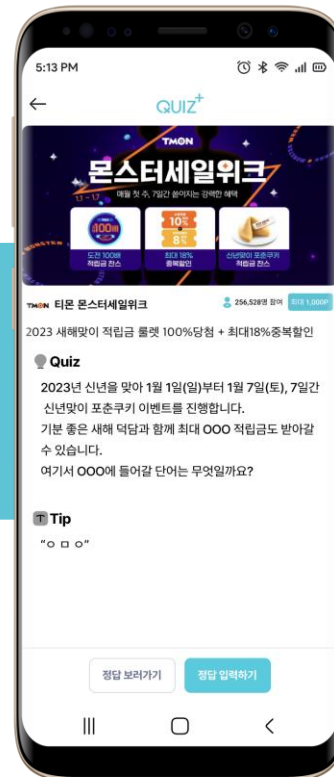 5:13 PM
QUIZ+
TMON
몬스터세일위크
1.1 - 1.7
매월 첫 주, 7일간 쏟아지는 강력한 혜택
100배
도전 100배
적립금 찬스
10%
8%
최대 18%
중복할인
신년맞이 포춘쿠키
적립금 찬스
TMON 티몬 몬스터세일위크
256,528명 참여
최대 1,000P
2023 새해맞이 적립금 룰렛 100%당첨 + 최대18%중복할인
Quiz
2023년 신년을 맞아 1월 1일(일)부터 1월 7일(토), 7일간
신년맞이 포춘쿠키 이벤트를 진행합니다.
기분 좋은 새해 덕담과 함께 최대 OOO 적립금도 받아갈
수 있습니다.
여기서 OOO에 들어갈 단어는 무엇일까요?
T Tip
“ㅇ ㅁ ㅇ”
정답 보러가기
정답 입력하기